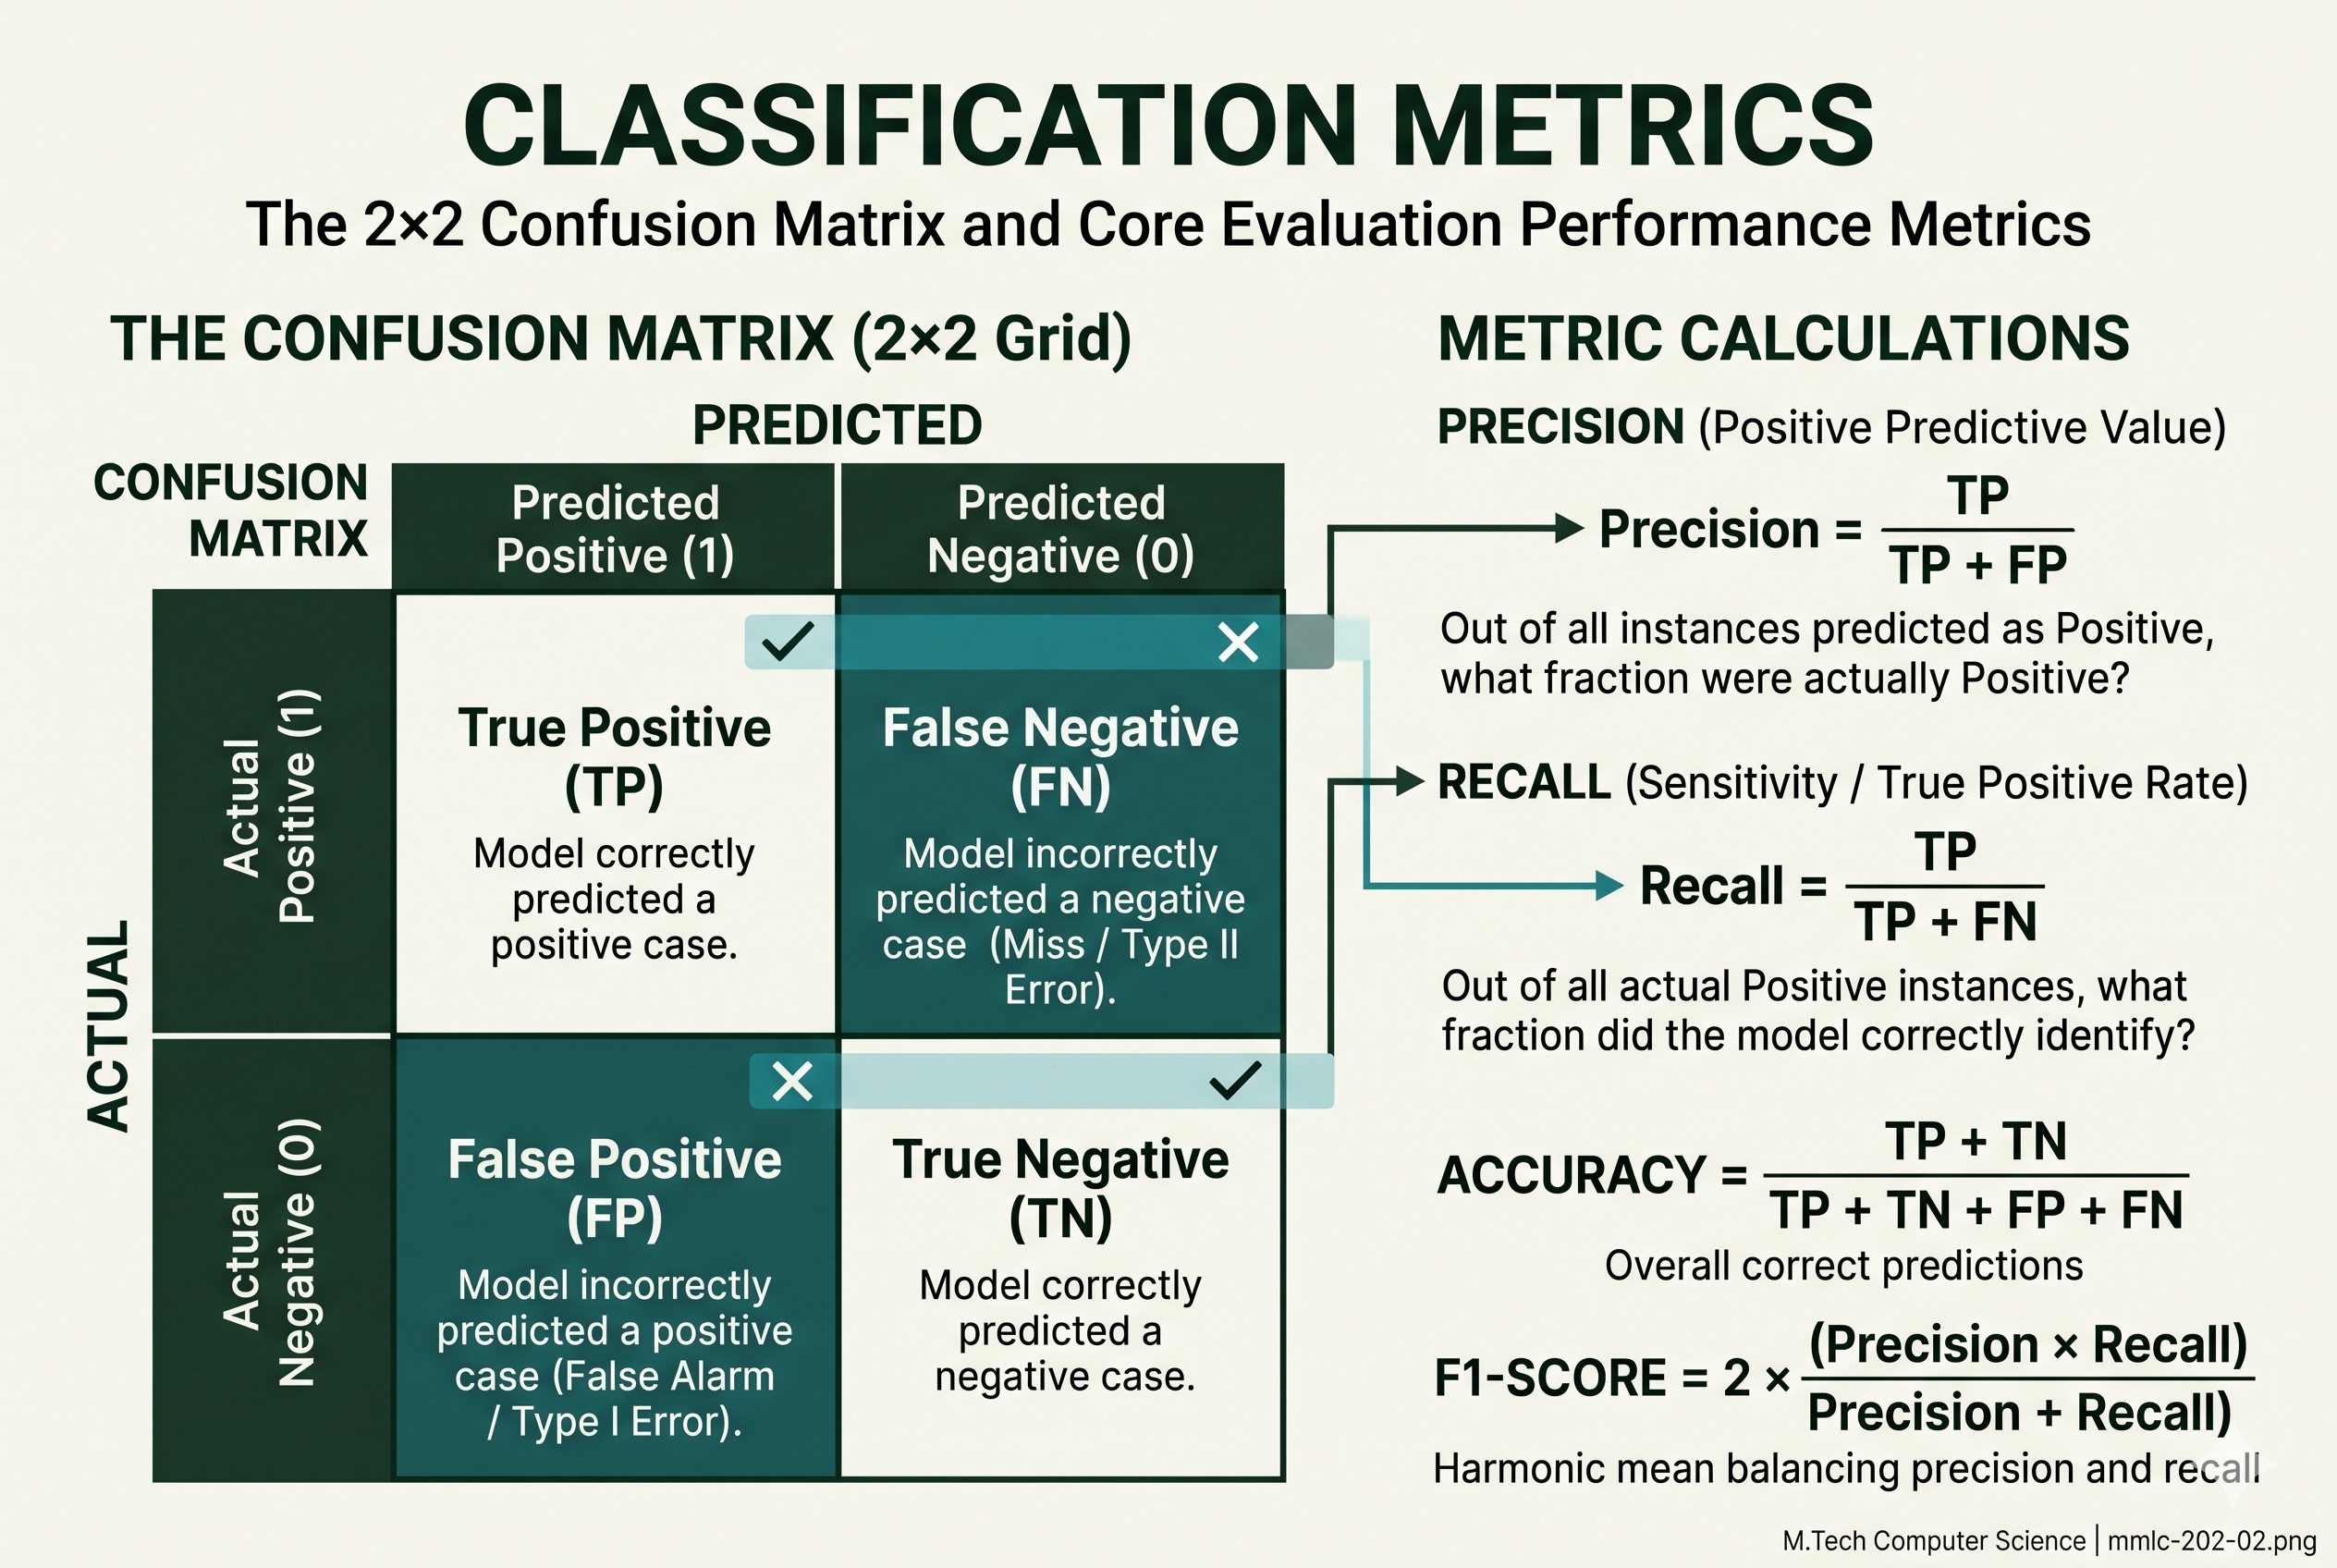 CLASSIFICATION METRICS
The 2×2 Confusion Matrix and Core Evaluation Performance Metrics
THE CONFUSION MATRIX (2×2 Grid)
PREDICTED
CONFUSION
MATRIX
Predicted
Positive (1)
Predicted
Negative (0)
ACTUAL
Actual
Positive (1)
True Positive
(TP)
Model correctly
predicted a
positive case.
False Negative
(FN)
Model incorrectly
predicted a negative
case (Miss / Type II
Error).
Actual
Negative (0)
False Positive
(FP)
Model incorrectly
predicted a positive
case (False Alarm
/ Type I Error).
True Negative
(TN)
Model correctly
predicted a
negative case.
METRIC CALCULATIONS
PRECISION (Positive Predictive Value)
TP
Precision =
TP + FP
Out of all instances predicted as Positive,
what fraction were actually Positive?
RECALL (Sensitivity / True Positive Rate)
TP
Recall =
TP + FN
Out of all actual Positive instances, what
fraction did the model correctly identify?
TP + TN
ACCURACY =
TP + TN + FP + FN
Overall correct predictions
(Precision × Recall)
F1-SCORE = 2 ×
Precision + Recall)
Harmonic mean balancing precision and recall
M.Tech Computer Science | mmlc-202-02.png